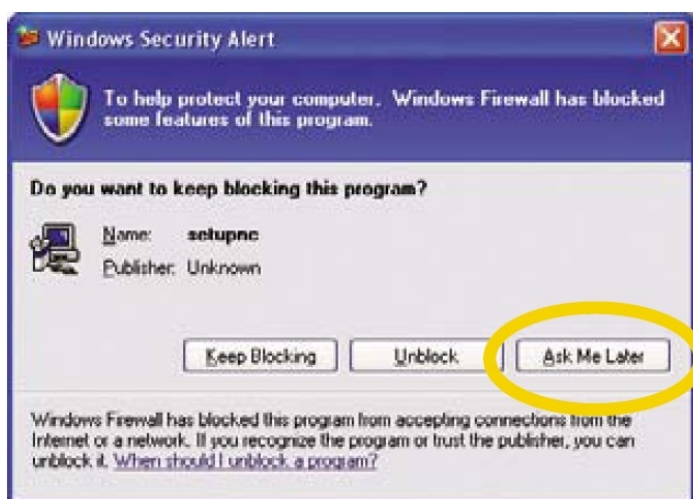 Windows Security Alert
To help protect your computer, Windows Firewall has blocked
some features of this program.
Do you want to keep blocking this program?
Name: setupnc
Publisher: Unknown
Keep Blocking Unblock Ask Me Later
Windows Firewall has blocked this program from accepting connections from the
Internet or a network. If you recognize the program or trust the publisher, you can
unblock it. When should I unblock a program?